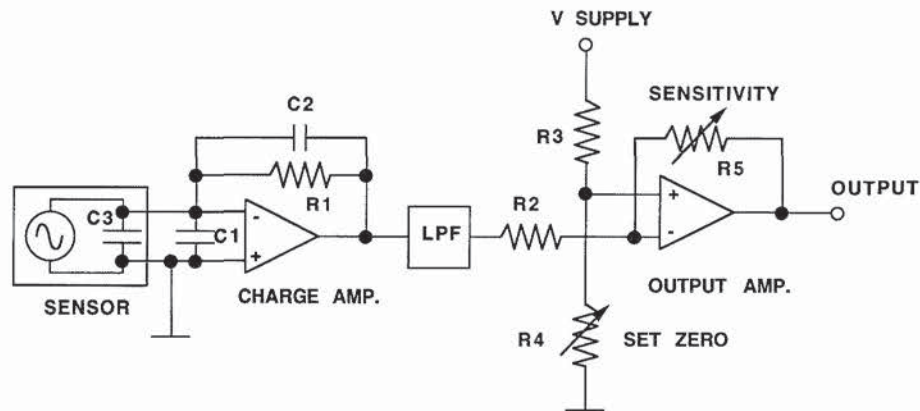 V SUPPLY
C2
SENSITIVITY
R3
R5
R1
OUTPUT
C3
C1
-
+
LPF
R2
+
-
SENSOR
CHARGE AMP.
OUTPUT AMP.
R4
SET ZERO